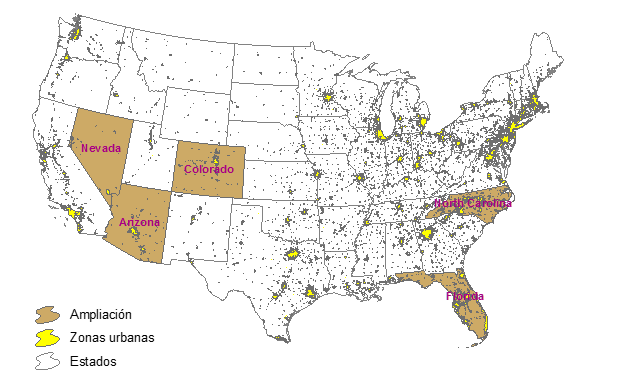 Nevada
Colorado
North Carolina
Arizona
Florida
Ampliación
Zonas urbanas
Estados